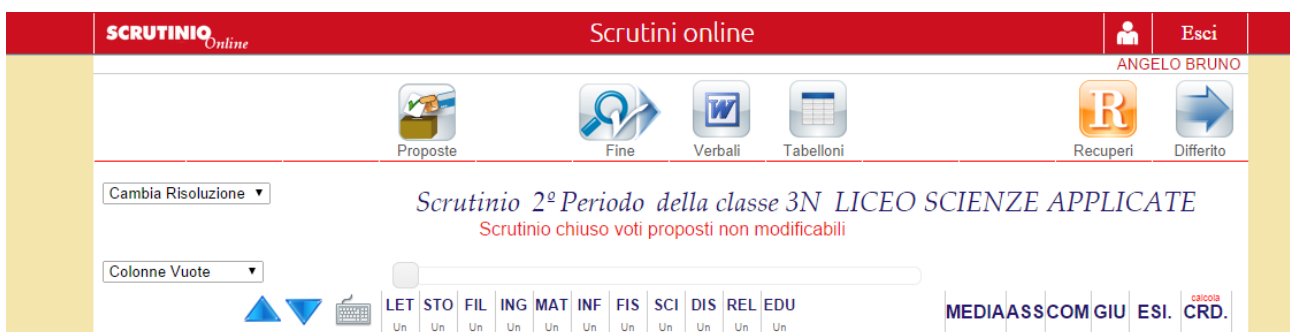 SCRUTINIO Online Scrutini online Esci
ANGELO BRUNO
R
W
Proposte Fine Verbali Tabelloni Recuperi Differito
Cambia Risoluzione
Scrutinio 2º Periodo della classe 3N LICEO SCIENZE APPLICATE
Scrutinio chiuso voti proposti non modificabili
Colonne Vuote
calcola
LET STO FIL ING MAT INF FIS SCI DIS REL EDU MEDIA ASS COM GIU ESI. CRD.
Un Un Un Un Un Un Un Un Un Un Un